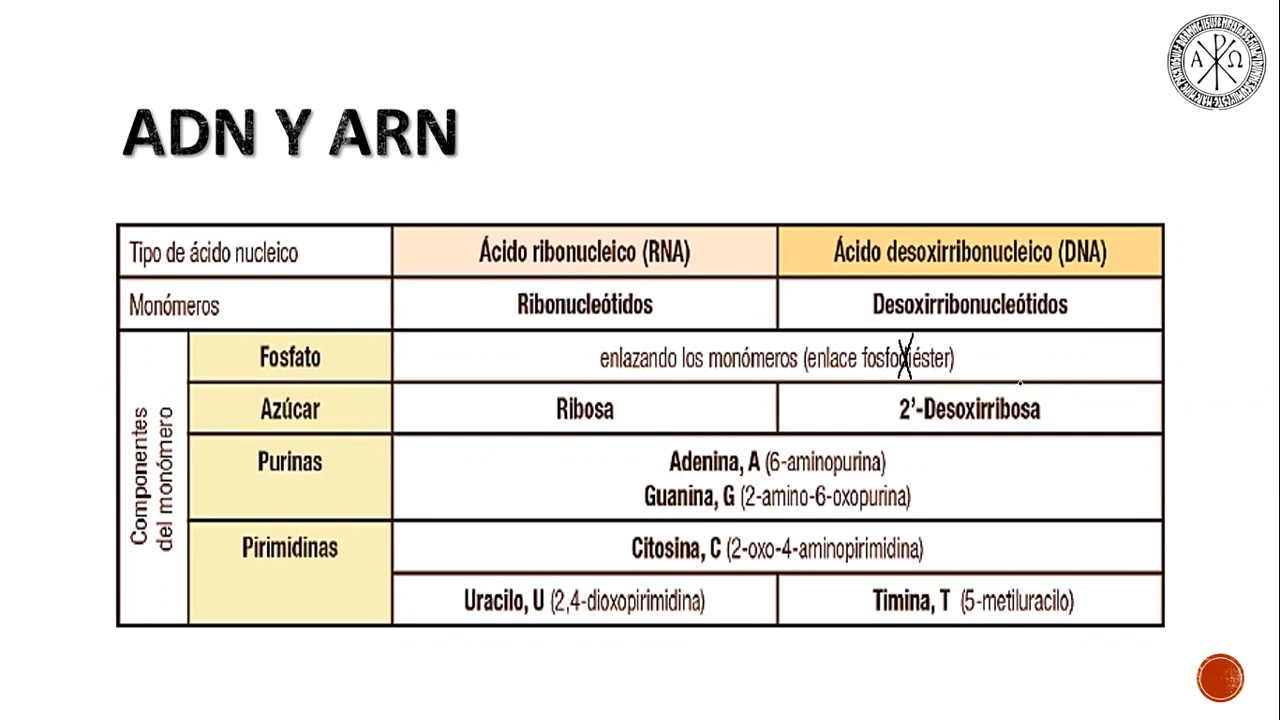 ADN Y ARN
Tipo de ácido nucleico Ácido ribonucleico (RNA) Ácido desoxirribonucleico (DNA)
Monómeros Ribonucleótidos Desoxirribonucleótidos
Componentes
del monómero
Fosfato enlazando los monómeros (enlace fosfodiéster)
Azúcar Ribosa 2’-Desoxirribosa
Purinas Adenina, A (6-aminopurina)
Guanina, G (2-amino-6-oxopurina)
Pirimidinas Citosina, C (2-oxo-4-aminopirimidina)
Uracilo, U (2,4-dioxopirimidina) Timina, T (5-metiluracilo)